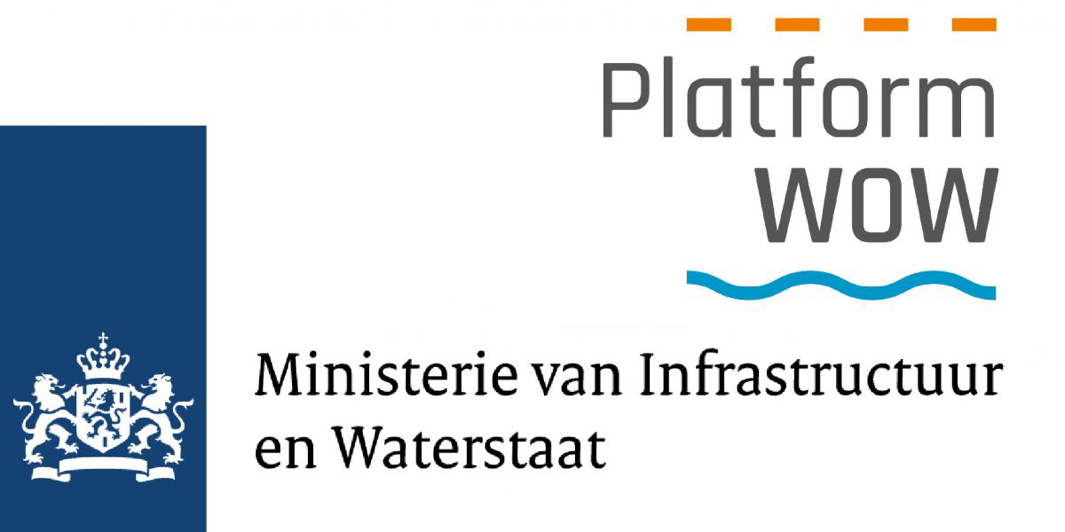 Platform
WOW
Ministerie van Infrastructuur
en Waterstaat